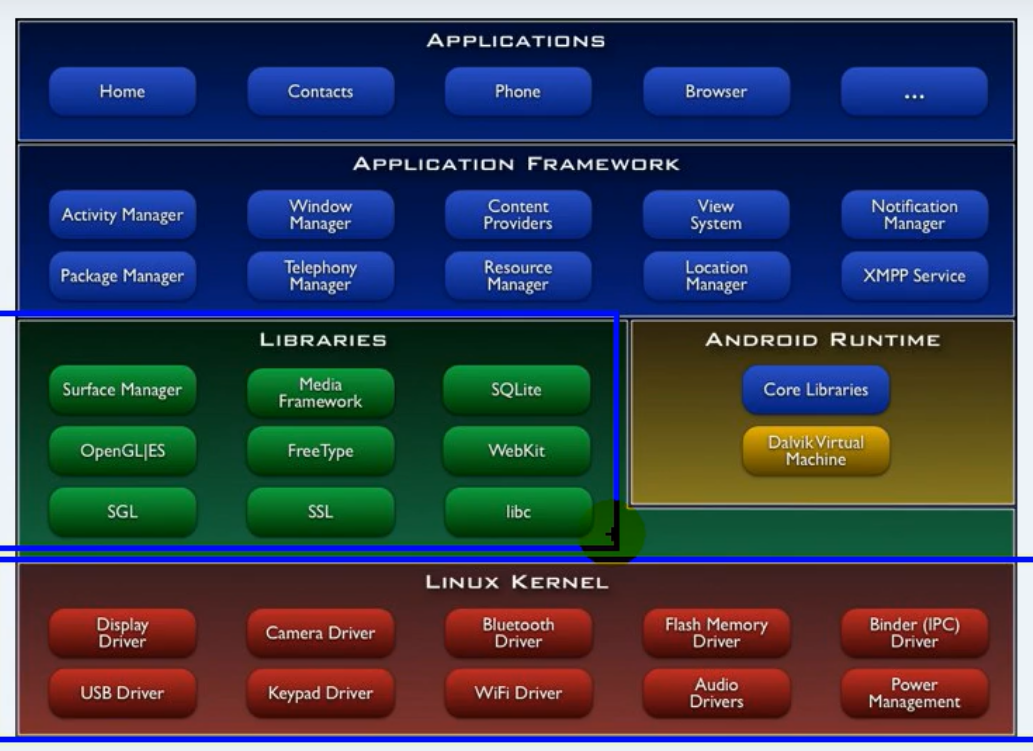 APPLICATIONS
Home
Contacts
Phone
Browser
...
APPLICATION FRAMEWORK
Activity Manager
Window
Manager
Content
Providers
View
System
Notification
Manager
Package Manager
Telephony
Manager
Resource
Manager
Location
Manager
XMPP Service
LIBRARIES
Surface Manager
Media
Framework
SQLite
OpenGL|ES
FreeType
WebKit
SGL
SSL
libc
ANDROID RUNTIME
Core Libraries
Dalvik Virtual
Machine
LINUX KERNEL
Display
Driver
Camera Driver
Bluetooth
Driver
Flash Memory
Driver
Binder (IPC)
Driver
USB Driver
Keypad Driver
WiFi Driver
Audio
Drivers
Power
Management